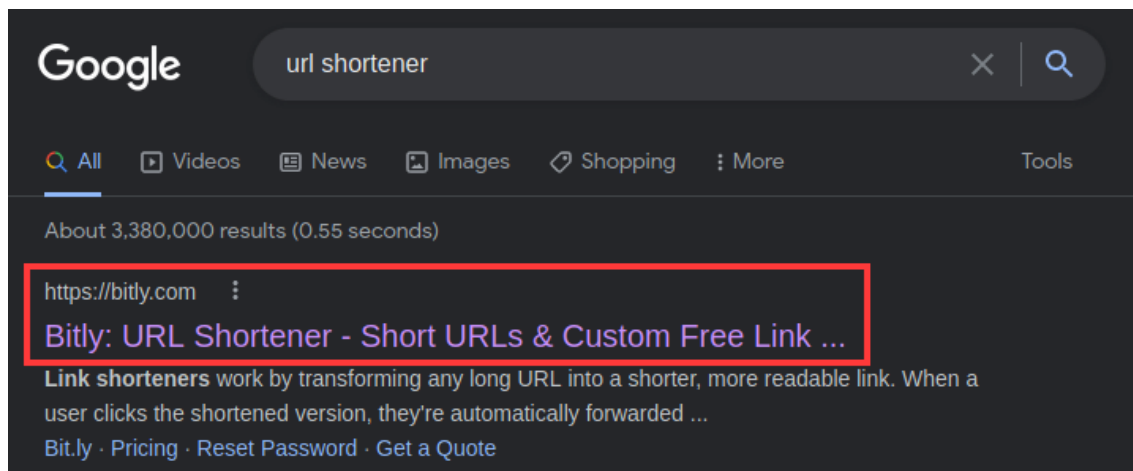 Google
url shortener
All Videos News Images Shopping More Tools
About 3,380,000 results (0.55 seconds)
https://bitly.com
Bitly: URL Shortener - Short URLs & Custom Free Link ...
Link shorteners work by transforming any long URL into a shorter, more readable link. When a
user clicks the shortened version, they're automatically forwarded ...
Bit.ly · Pricing · Reset Password · Get a Quote